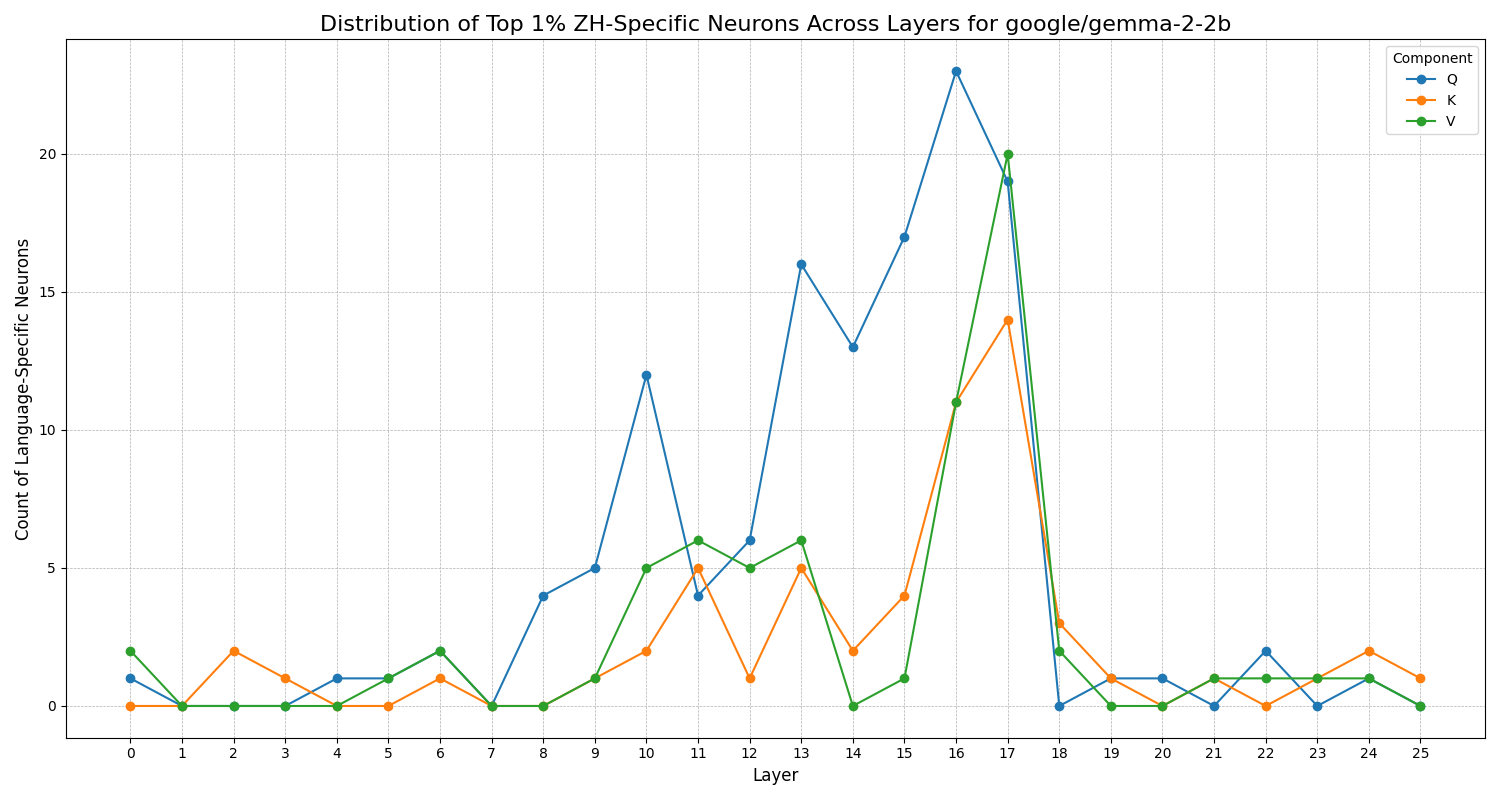 Distribution of Top 1% ZH-Specific Neurons Across Layers for google/gemma-2-2b
Component
Q
K
V
Count of Language-Specific Neurons
20
15
10
5
0
0 1 2 3 4 5 6 7 8 9 10 11 12 13 14 15 16 17 18 19 20 21 22 23 24 25
Layer